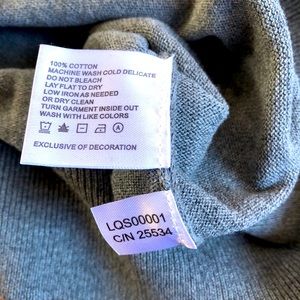 100% COTTON
MACHINE WASH COLD DELICATE
DO NOT BLEACH
LAY FLAT TO DRY
LOW IRON AS NEEDED
OR DRY CLEAN
TURN GARMENT INSIDE OUT
WASH WITH LIKE COLORS
A
EXCLUSIVE OF DECORATION
LQS00001
C/N 25534